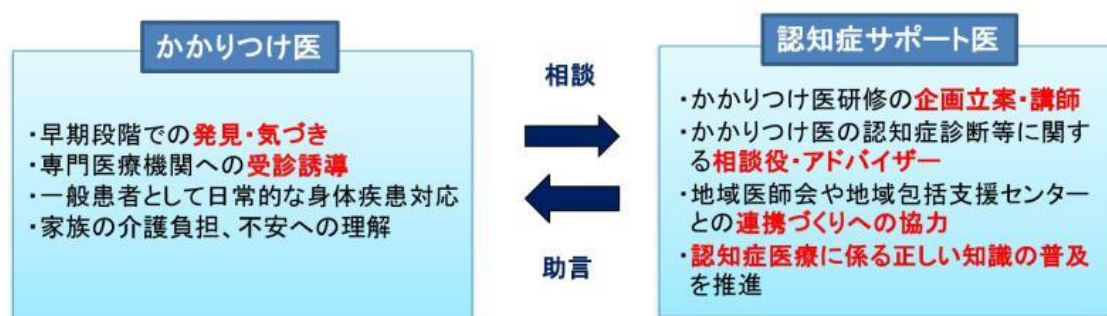 かかりつけ医
・早期段階での発見・気づき
・専門医療機関への受診誘導
・一般患者として日常的な身体疾患対応
・家族の介護負担、不安への理解
相談
助言
認知症サポート医
・かかりつけ医研修の企画立案・講師
・かかりつけ医の認知症診断等に関す
る相談役・アドバイザー
・地域医師会や地域包括支援センター
との連携づくりへの協力
・認知症医療に係る正しい知識の普及
を推進